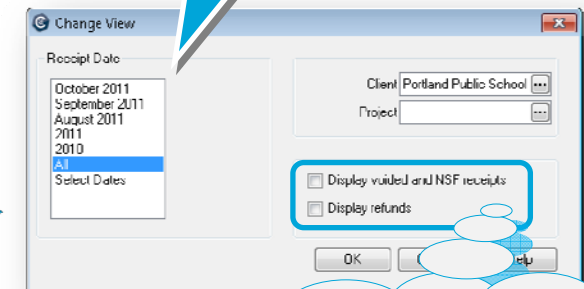 Change View
Receipt Date
October 2011
September 2011
August 2011
2011
2010
All
Select Dates
Client Portland Public School ...
Project ...
Display voided and NSF receipts
Display refunds
OK